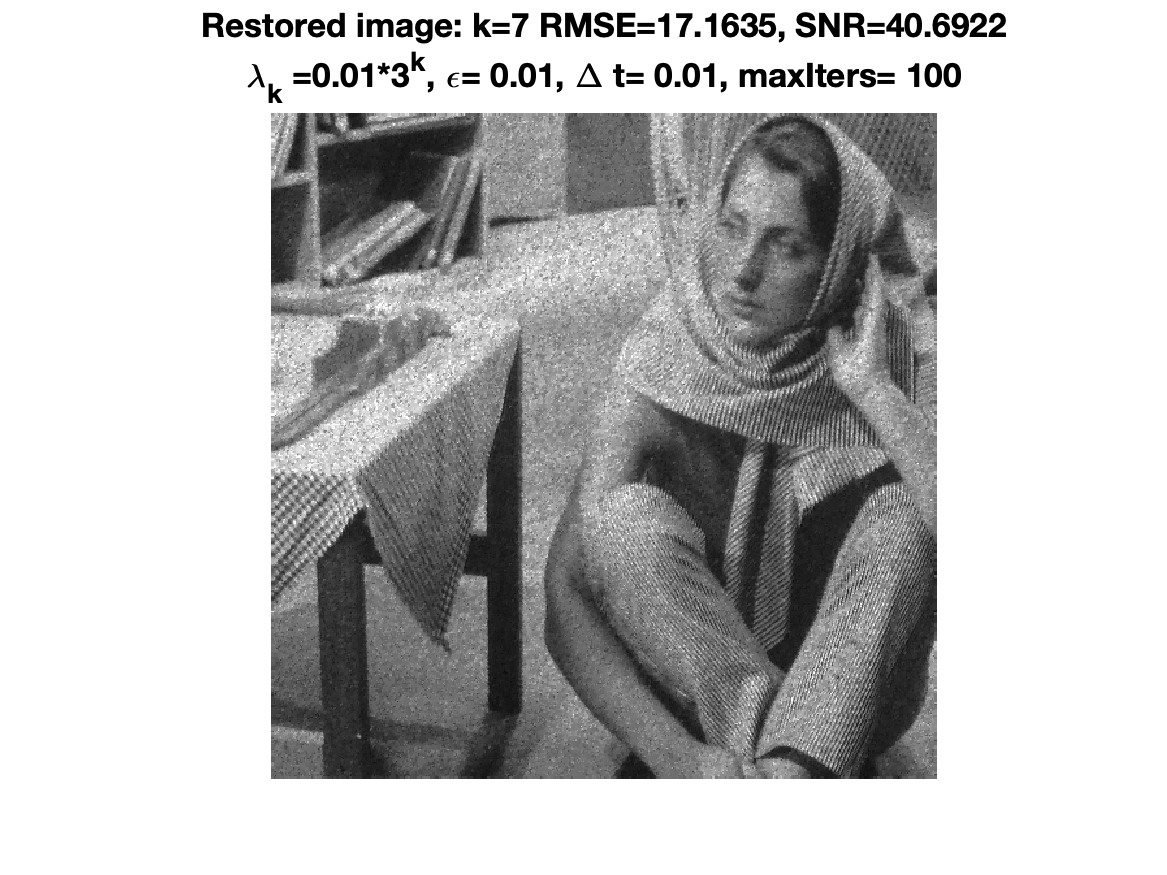 Restored image: k=7 RMSE=17.1635, SNR=40.6922
λₖ =0.01*3ᵏ, ϵ= 0.01, Δ t= 0.01, maxIters= 100